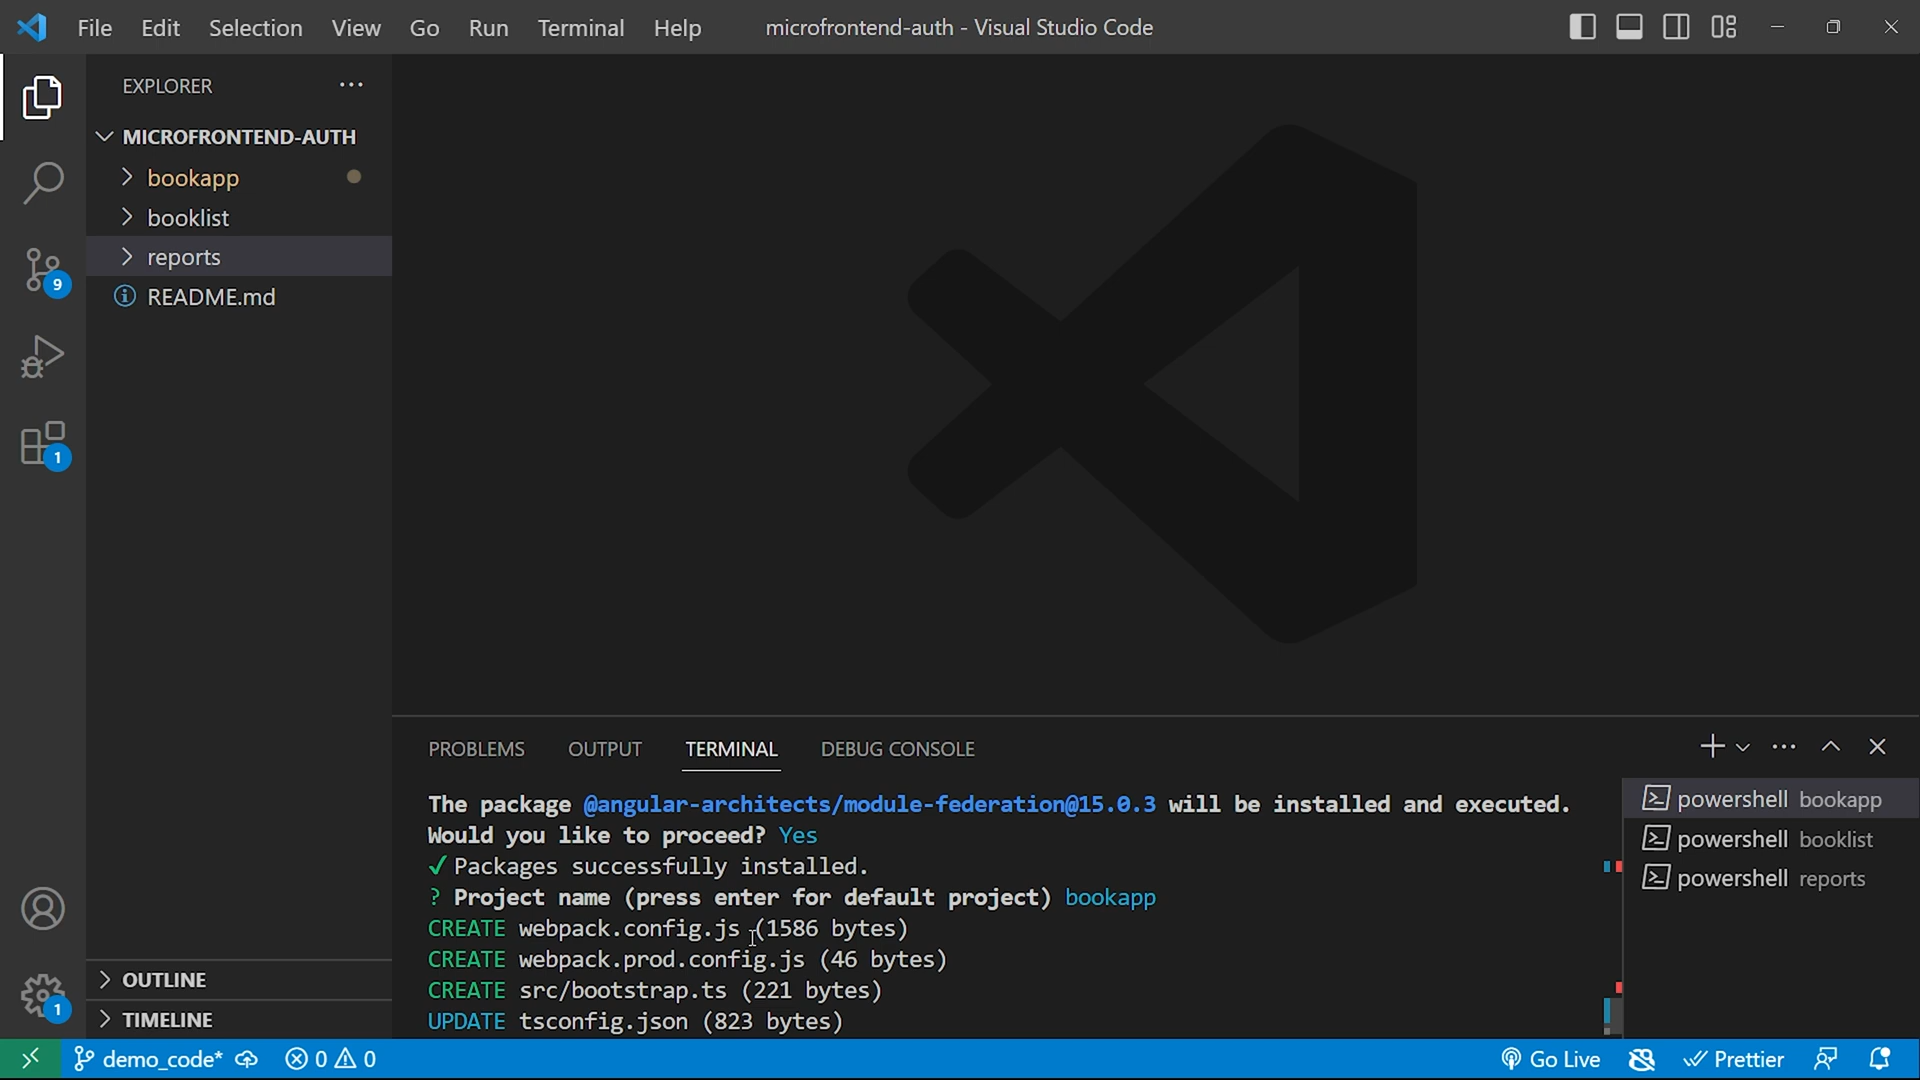 File Edit Selection View Go Run Terminal Help microfrontend-auth - Visual Studio Code
EXPLORER
MICROFRONTEND-AUTH
bookapp
booklist
reports
README.md
9
1
OUTLINE
1
TIMELINE
PROBLEMS OUTPUT TERMINAL DEBUG CONSOLE
The package @angular-architects/module-federation@15.0.3 will be installed and executed.
Would you like to proceed? Yes
✓ Packages successfully installed.
? Project name (press enter for default project) bookapp
CREATE webpack.config.js (1586 bytes)
CREATE webpack.prod.config.js (46 bytes)
CREATE src/bootstrap.ts (221 bytes)
UPDATE tsconfig.json (823 bytes)
powershell bookapp
powershell booklist
powershell reports
demo_code* 0 0 Go Live Prettier